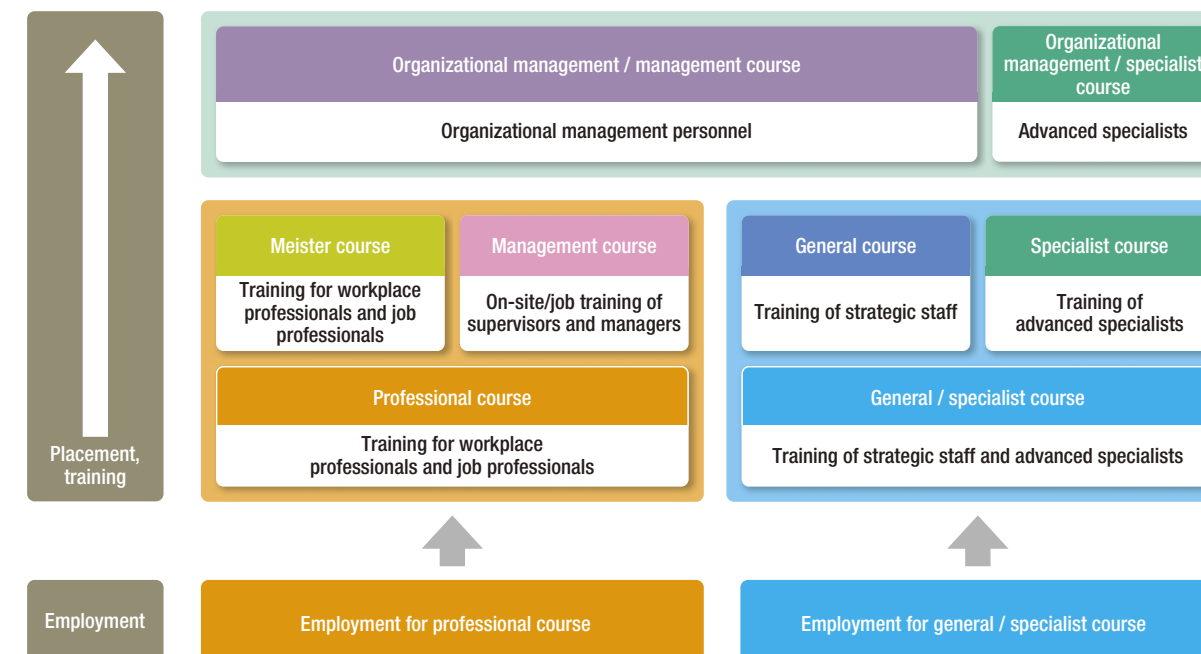 Organizational management / management course
Organizational management personnel
Organizational
management / specialist
course
Advanced specialists
Meister course
Training for workplace
professionals and job
professionals
Management course
On-site/job training of
supervisors and managers
General course
Training of strategic staff
Specialist course
Training of
advanced specialists
Professional course
Training for workplace
professionals and job professionals
General / specialist course
Training of strategic staff and advanced specialists
Placement,
training
Employment
Employment for professional course
Employment for general / specialist course